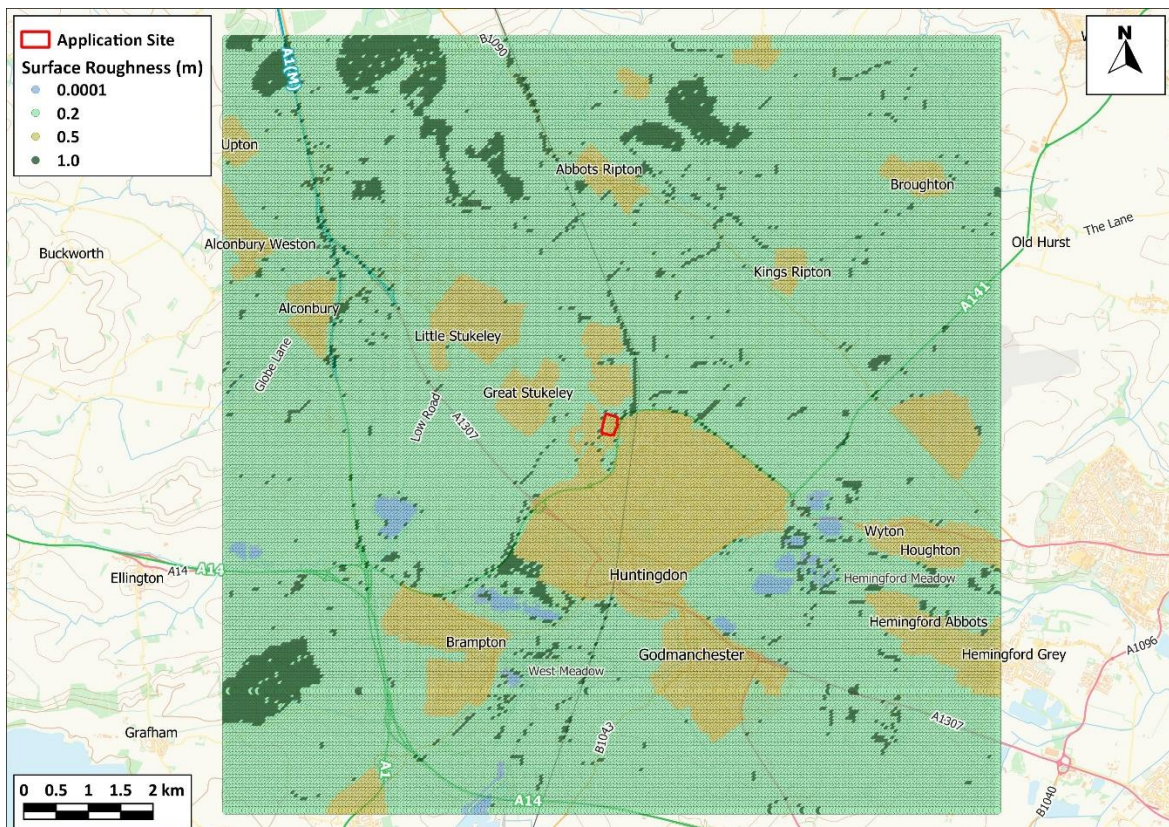 Application Site
Surface Roughness (m)
0.0001
0.2
0.5
1.0
N
A1(M)
B1090
Upton
Abbots Ripton
Broughton
The Lane
Buckworth
Alconbury Weston
Old Hurst
Kings Ripton
A141
Alconbury
Little Stukeley
Globe Lane
Great Stukeley
Low Road
A1307
Wyton
Houghton
Ellington
A14
A14
Huntingdon
Hemingford Meadow
Hemingford Abbots
Brampton
Godmanchester
Hemingford Grey
A1096
West Meadow
Grafham
B1043
A1307
A1
A14
B1040
0 0.5 1 1.5 2 km